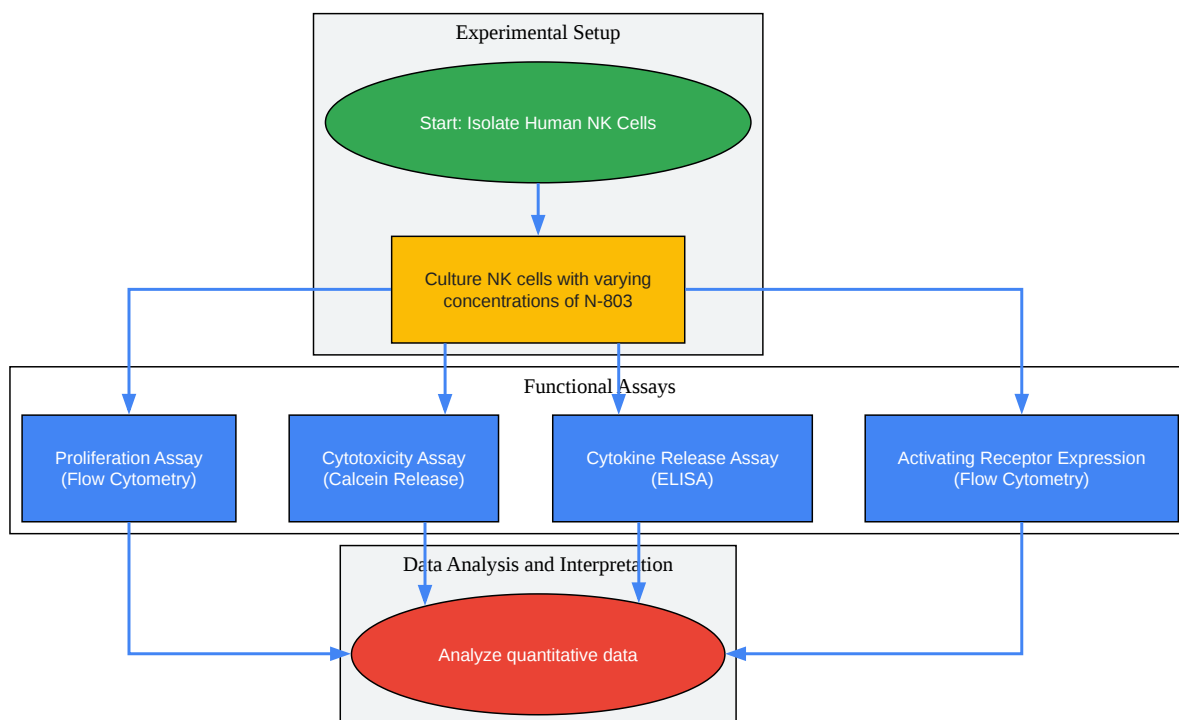 Experimental Setup
Start: Isolate Human NK Cells
Culture NK cells with varying
concentrations of N-803
Functional Assays
Proliferation Assay
(Flow Cytometry)
Cytotoxicity Assay
(Calcein Release)
Cytokine Release Assay
(ELISA)
Activating Receptor Expression
(Flow Cytometry)
Data Analysis and Interpretation
Analyze quantitative data